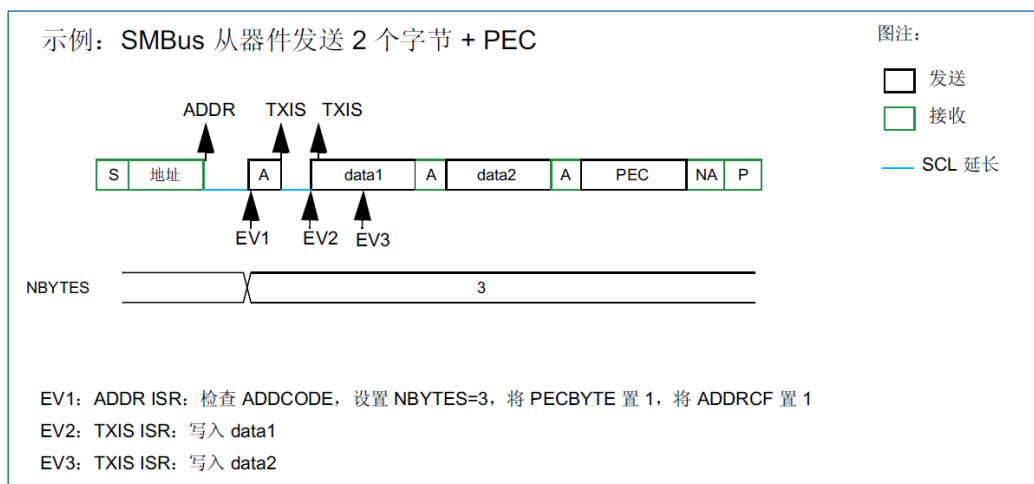 示例：SMBus 从器件发送 2 个字节 + PEC
图注：
发送
接收
SCL 延长
ADDR TXIS TXIS
S 地址 A data1 A data2 A PEC NA P
EV1 EV2 EV3
NBYTES 3
EV1：ADDR ISR：检查 ADDCODE，设置 NBYTES=3，将 PECBYTE 置 1，将 ADDRCF 置 1
EV2：TXIS ISR：写入 data1
EV3：TXIS ISR：写入 data2